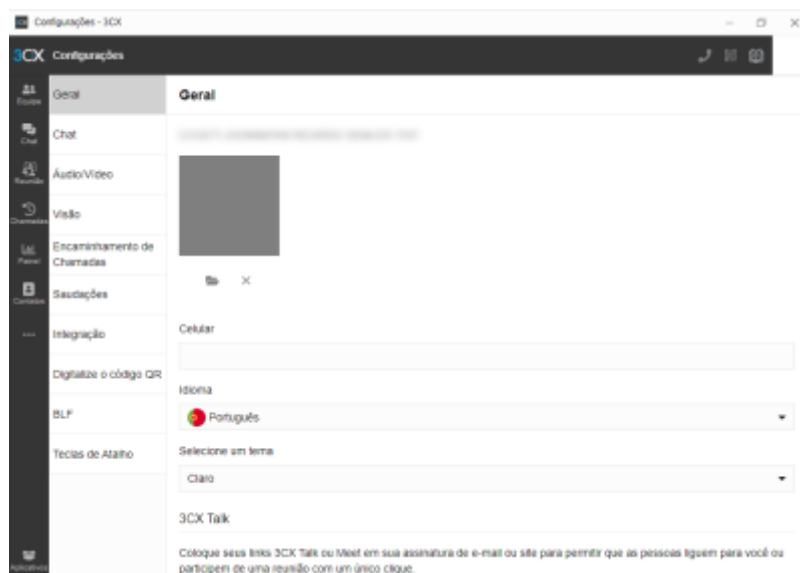 Configurações - 3CX
3CX Configurações
Equipe
Chat
Reunião
Chamadas
Painel
Contatos
Aplicativos
Geral
Chat
Áudio/Vídeo
Visão
Encaminhamento de
Chamadas
Saudações
Integração
Digitalize o código QR
BLF
Teclas de Atalho
Geral
Celular
Idioma
Português
Selecione um tema
Claro
3CX Talk
Coloque seus links 3CX Talk ou Meet em sua assinatura de e-mail ou site para permitir que as pessoas liguem para você ou
participem de uma reunião com um único clique.